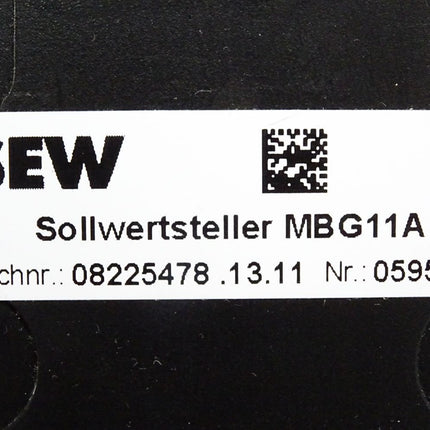 SEW
Sollwertsteller MBG11A
chnr.: 08225478 .13.11 Nr.: 0595